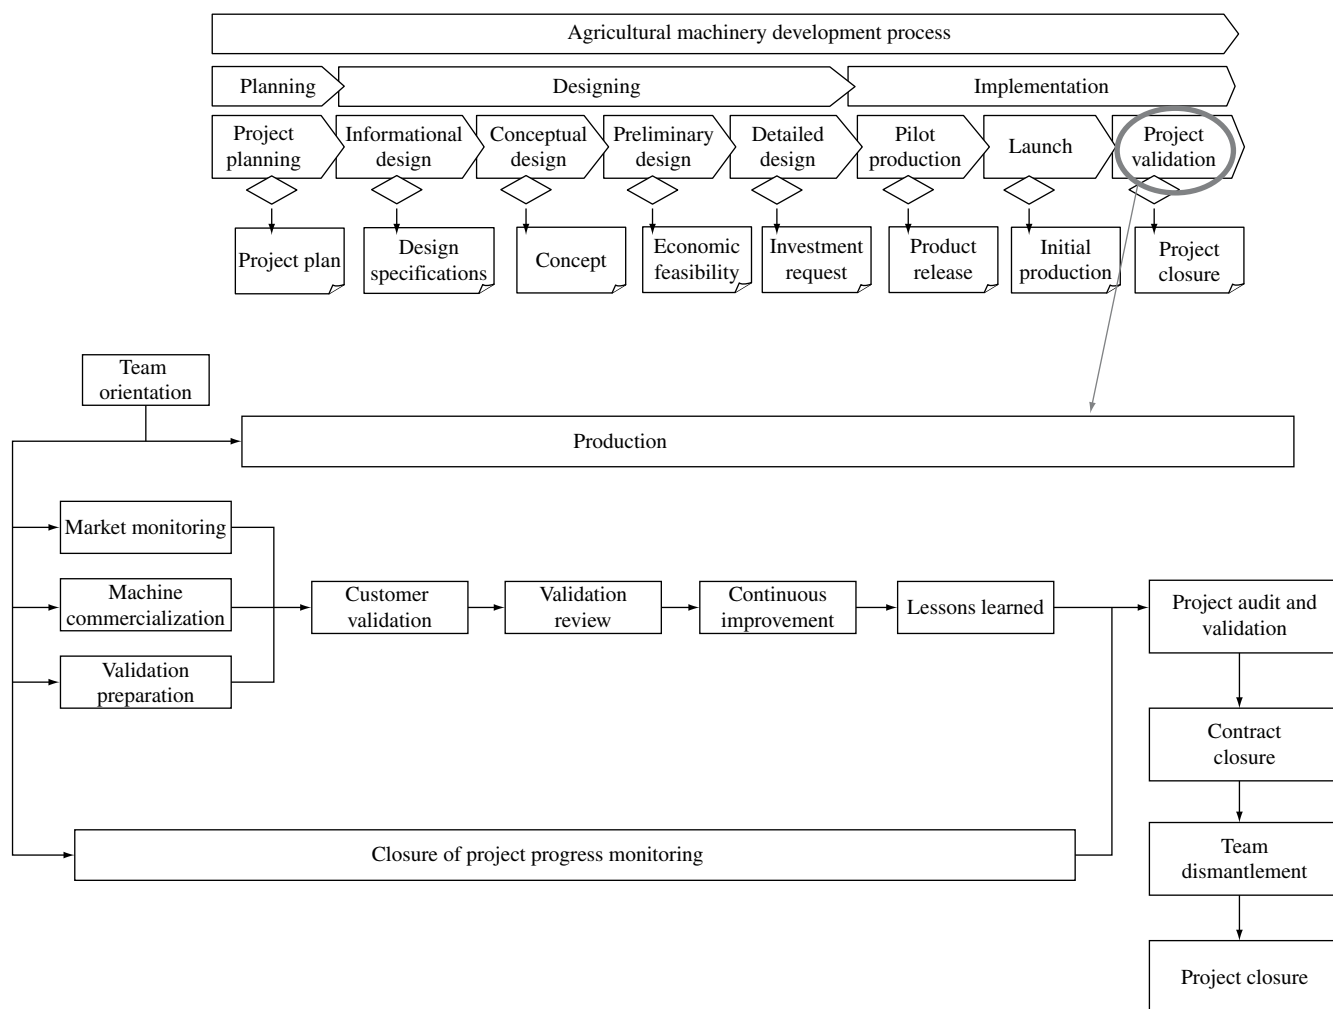 Agricultural machinery development process
Planning
Designing
Implementation
Project
planning
Informational
design
Conceptual
design
Preliminary
design
Detailed
design
Pilot
production
Launch
Project
validation
Project plan
Design
specifications
Concept
Economic
feasibility
Investment
request
Product
release
Initial
production
Project
closure
Team
orientation
Production
Market monitoring
Machine
commercialization
Validation
preparation
Customer
validation
Validation
review
Continuous
improvement
Lessons learned
Project audit and
validation
Contract
closure
Closure of project progress monitoring
Team
dismantlement
Project closure